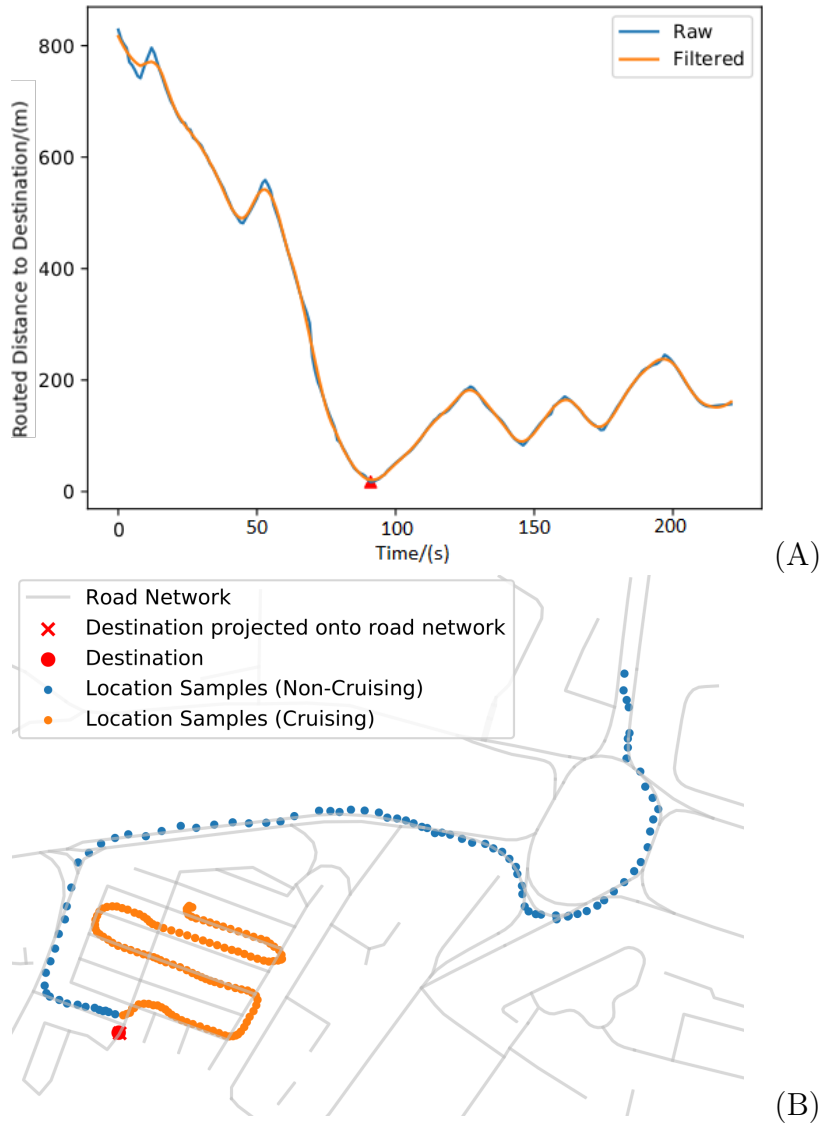 Raw
Filtered
800
600
400
200
0
Routed Distance to Destination/(m)
0
50
100
150
200
Time/(s)
(A)
Road Network
Destination projected onto road network
Destination
Location Samples (Non-Cruising)
Location Samples (Cruising)
(B)